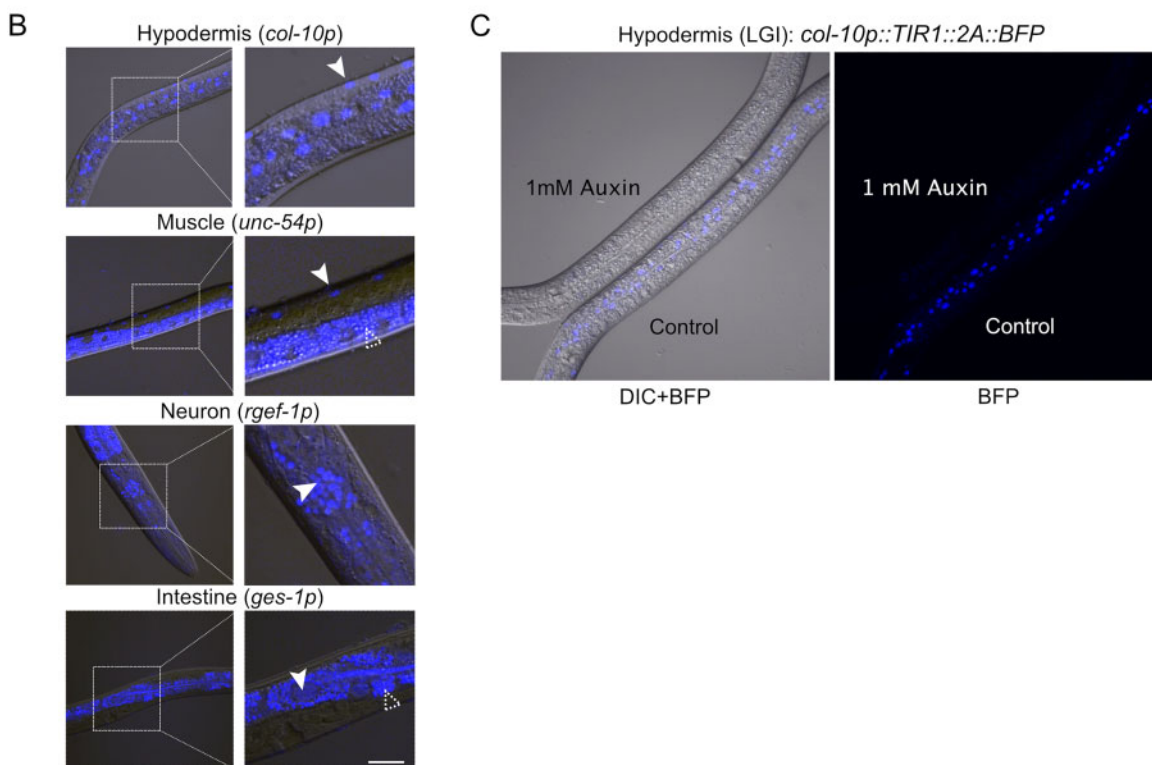 B
Hypodermis (col-10p)
Muscle (unc-54p)
Neuron (rgef-1p)
Intestine (ges-1p)
C
Hypodermis (LGI): col-10p::TIR1::2A::BFP
1mM Auxin
Control
DIC+BFP
1 mM Auxin
Control
BFP